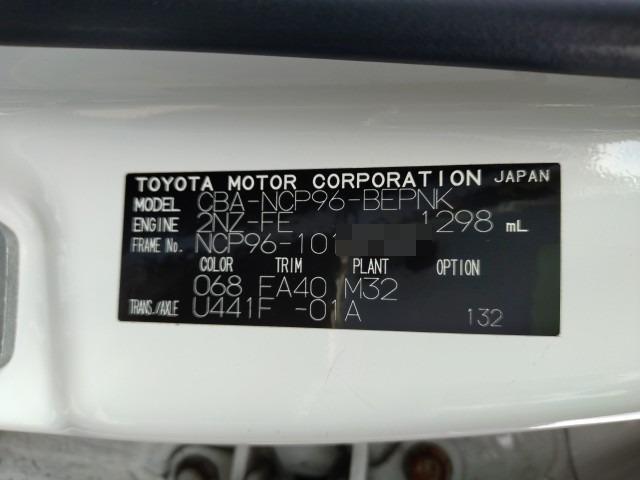 TOYOTA MOTOR CORPORATION JAPAN
MODEL CBA-NCP96-BEPNK
ENGINE 2NZ-FE 1298 mL
FRAME No. NCP96-101
COLOR TRIM PLANT OPTION
068 FA40 M32
TRANS./AXLE U441F -01A 132